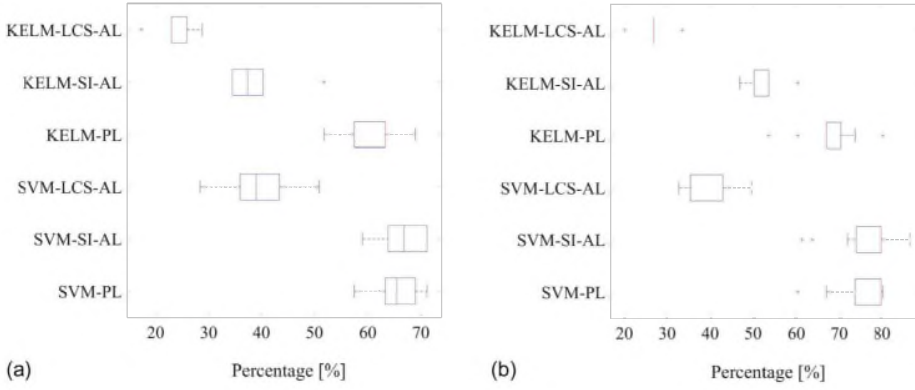 (a)
KELM-LCS-AL
KELM-SI-AL
KELM-PL
SVM-LCS-AL
SVM-SI-AL
SVM-PL
20 30 40 50 60 70
Percentage [%]
(b)
KELM-LCS-AL
KELM-SI-AL
KELM-PL
SVM-LCS-AL
SVM-SI-AL
SVM-PL
20 30 40 50 60 70 80
Percentage [%]